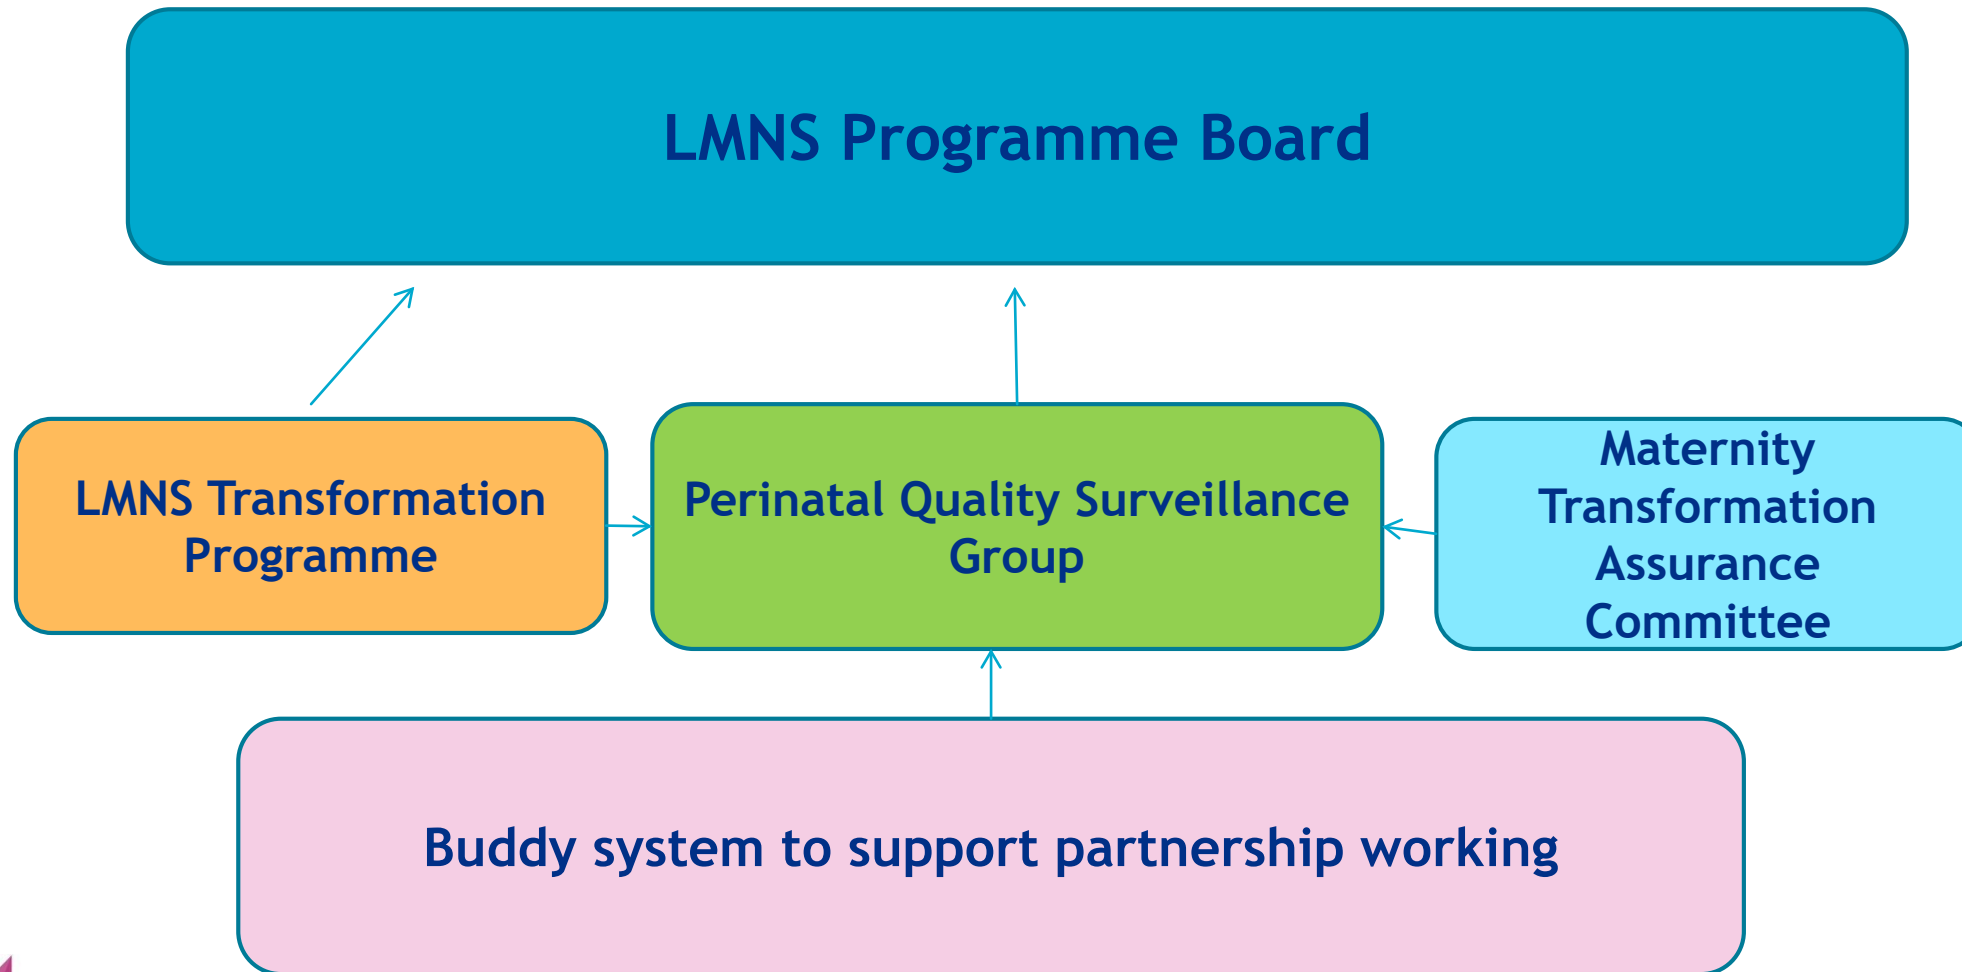 LMNS Programme Board
LMNS Transformation
Programme
Perinatal Quality Surveillance
Group
Maternity
Transformation
Assurance
Committee
Buddy system to support partnership working